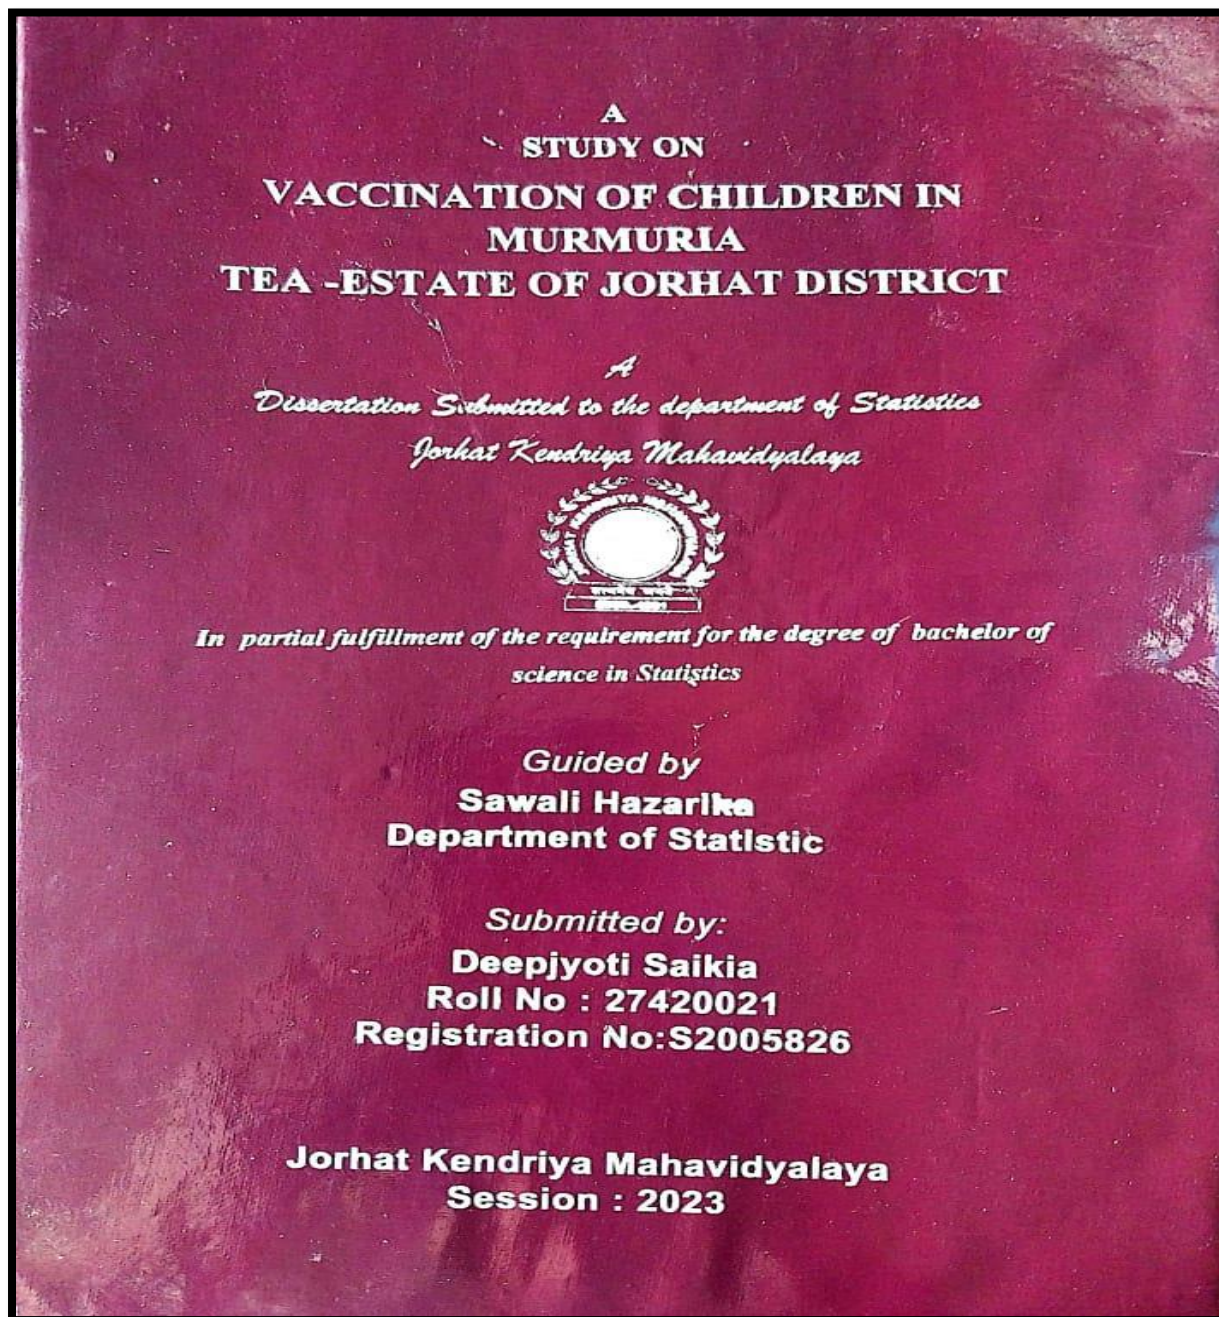 A
STUDY ON
VACCINATION OF CHILDREN IN
MURMURIA
TEA -ESTATE OF JORHAT DISTRICT
A
Dissertation Submitted to the department of Statistics
Jorhat Kendriya Mahavidyalaya
In partial fulfillment of the requirement for the degree of bachelor of
science in Statistics
Guided by
Sawali Hazarika
Department of Statistic
Submitted by:
Deepjyoti Saikia
Roll No : 27420021
Registration No:S2005826
Jorhat Kendriya Mahavidyalaya
Session : 2023